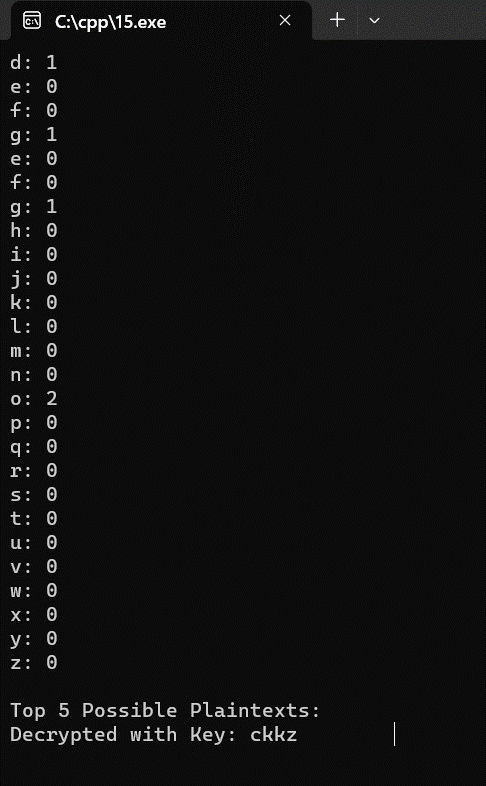 C:\cpp\15.exe
d: 1
e: 0
f: 0
g: 1
e: 0
f: 0
g: 1
h: 0
i: 0
j: 0
k: 0
l: 0
m: 0
n: 0
o: 2
p: 0
q: 0
r: 0
s: 0
t: 0
u: 0
v: 0
w: 0
x: 0
y: 0
z: 0
Top 5 Possible Plaintexts:
Decrypted with Key: ckkz